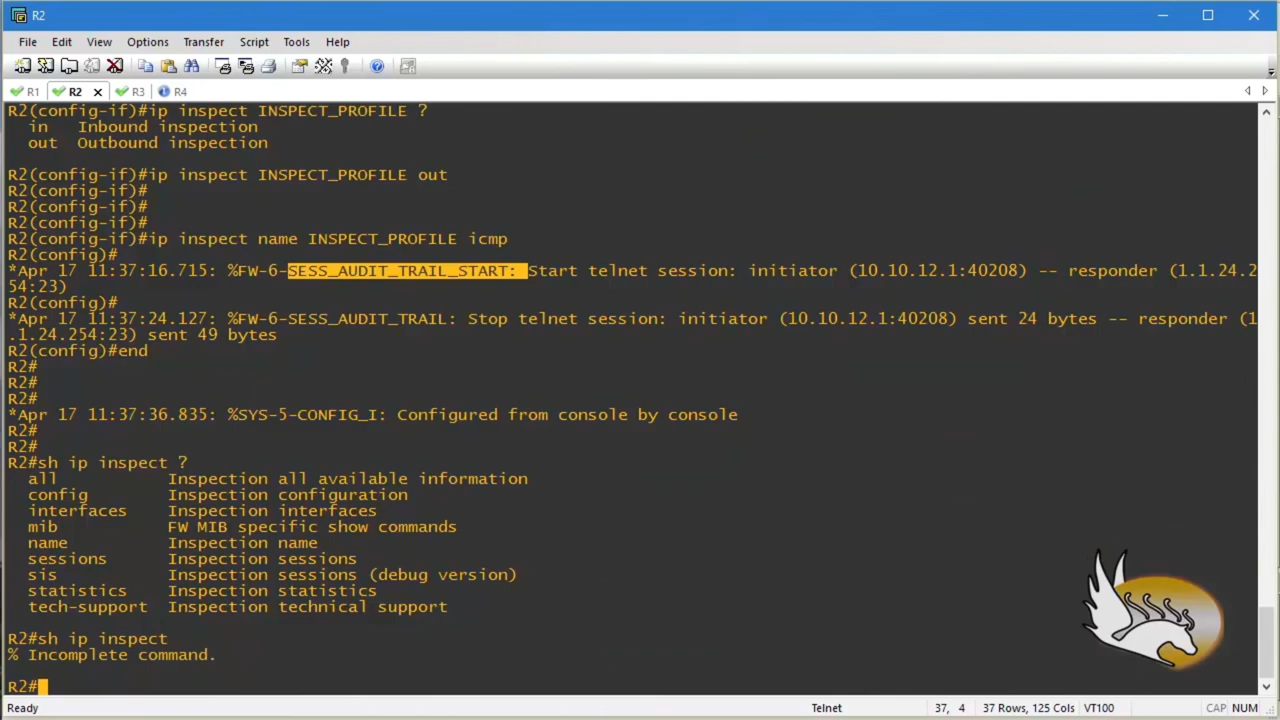 R2
File Edit View Options Transfer Script Tools Help
R1 R2 X R3 R4
R2(config-if)#ip inspect INSPECT_PROFILE ?
in Inbound inspection
out Outbound inspection
R2(config-if)#ip inspect INSPECT_PROFILE out
R2(config-if)#
R2(config-if)#
R2(config-if)#
R2(config-if)#ip inspect name INSPECT_PROFILE icmp
R2(config)#
*Apr 17 11:37:16.715: %FW-6-SESS_AUDIT_TRAIL_START: Start telnet session: initiator (10.10.12.1:40208) -- responder (1.1.24.2
54:23)
R2(config)#
*Apr 17 11:37:24.127: %FW-6-SESS_AUDIT_TRAIL: Stop telnet session: initiator (10.10.12.1:40208) sent 24 bytes -- responder (1
.1.24.254:23) sent 49 bytes
R2(config)#end
R2#
R2#
R2#
*Apr 17 11:37:36.835: %SYS-5-CONFIG_I: Configured from console by console
R2#
R2#
R2#sh ip inspect ?
all Inspection all available information
config Inspection configuration
interfaces Inspection interfaces
mib FW MIB specific show commands
name Inspection name
sessions Inspection sessions
sis Inspection sessions (debug version)
statistics Inspection statistics
tech-support Inspection technical support
R2#sh ip inspect
% Incomplete command.
R2#
Ready Telnet 37, 4 37 Rows, 125 Cols VT100 CAP NUM